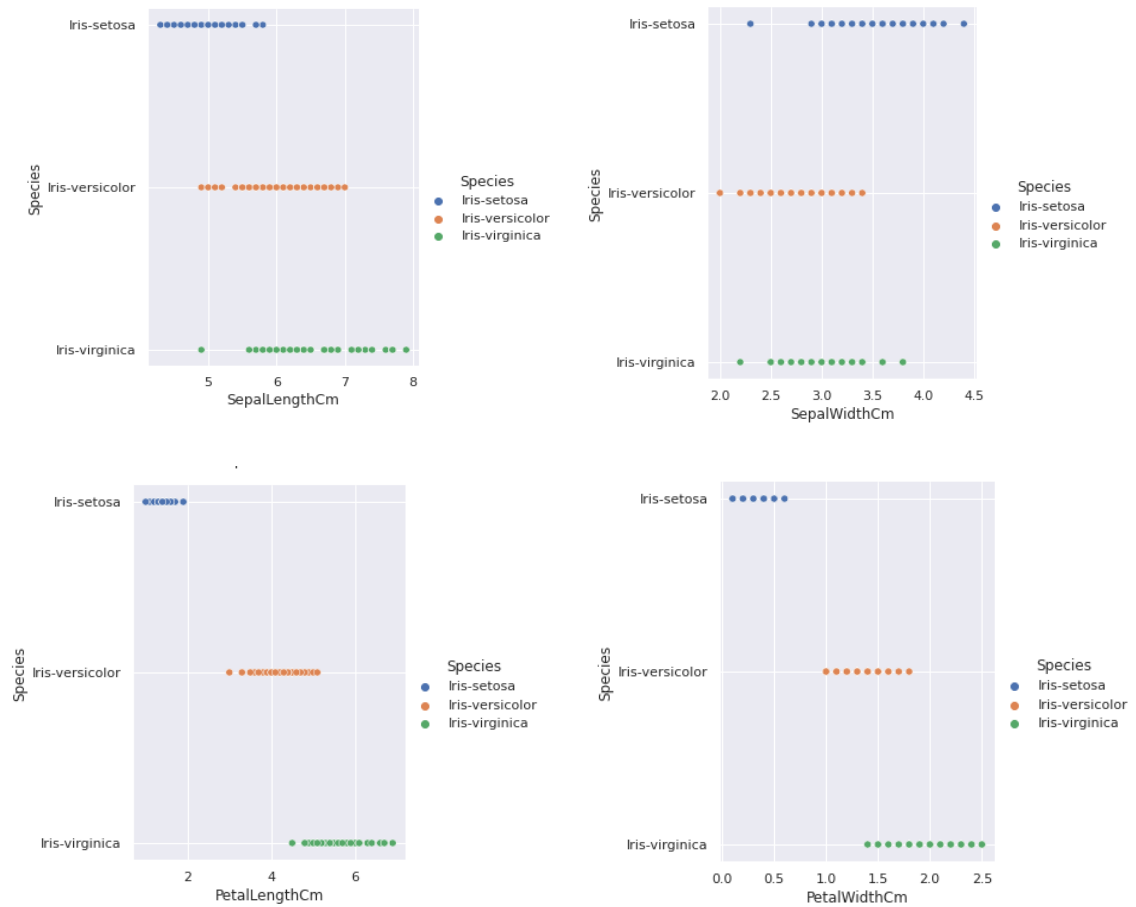 Iris-setosa
Iris-versicolor
Iris-virginica
Species
5 6 7 8
SepalLengthCm
Species
Iris-setosa
Iris-versicolor
Iris-virginica
Iris-setosa
Iris-versicolor
Iris-virginica
Species
2.0 2.5 3.0 3.5 4.0 4.5
SepalWidthCm
Species
Iris-setosa
Iris-versicolor
Iris-virginica
Iris-setosa
Iris-versicolor
Iris-virginica
Species
2 4 6
PetalLengthCm
Species
Iris-setosa
Iris-versicolor
Iris-virginica
Iris-setosa
Iris-versicolor
Iris-virginica
Species
0.0 0.5 1.0 1.5 2.0 2.5
PetalWidthCm
Species
Iris-setosa
Iris-versicolor
Iris-virginica